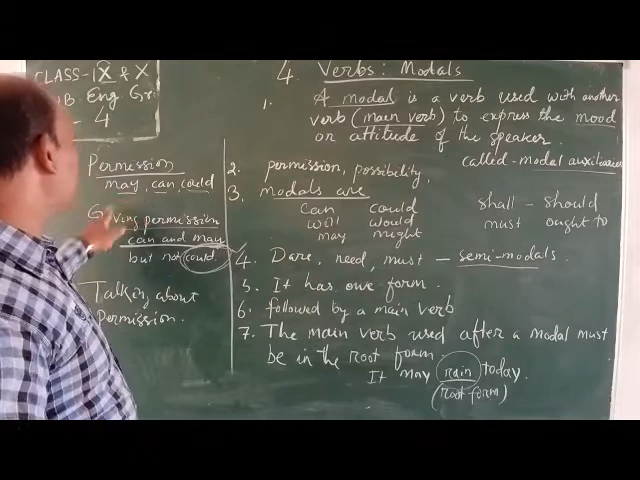 CLASS-IX & X
UB. Eng Gr.
- 4
Permission
may, can, could
G ving permission
can and may
but not could.
Talking about
Permission.
4. Verbs: Modals
1. A modal is a verb used with another
verb (main verb) to express the mood
or attitude of the speaker.
called-modal auxiliaries
2. permission, possibility,
3. modals are
can could shall - should
will would must ought to
may might
4. Dare, need, must - semi-modals.
5. It has one form.
6. followed by a main verb
7. The main verb used after a modal must
be in the root form
It may rain today.
(root form)